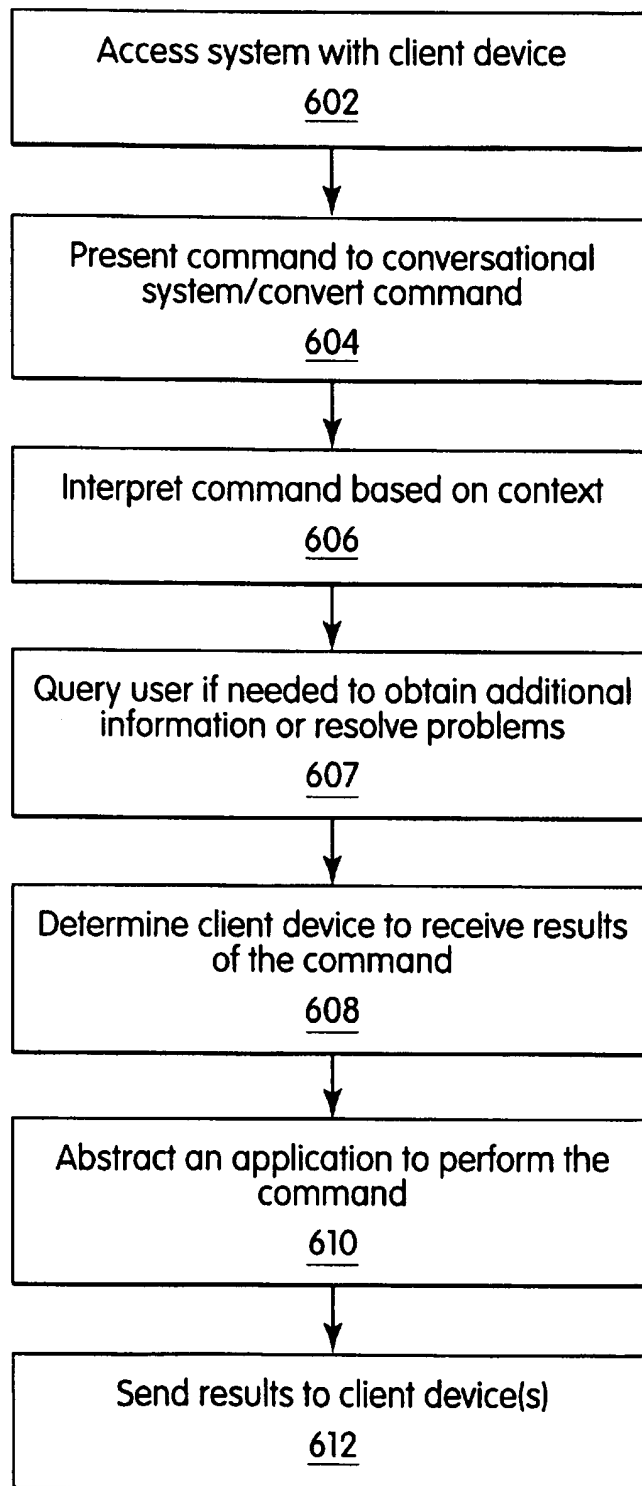 Access system with client device
602
Present command to conversational
system/convert command
604
Interpret command based on context
606
Query user if needed to obtain additional
information or resolve problems
607
Determine client device to receive results
of the command
608
Abstract an application to perform the
command
610
Send results to client device(s)
612